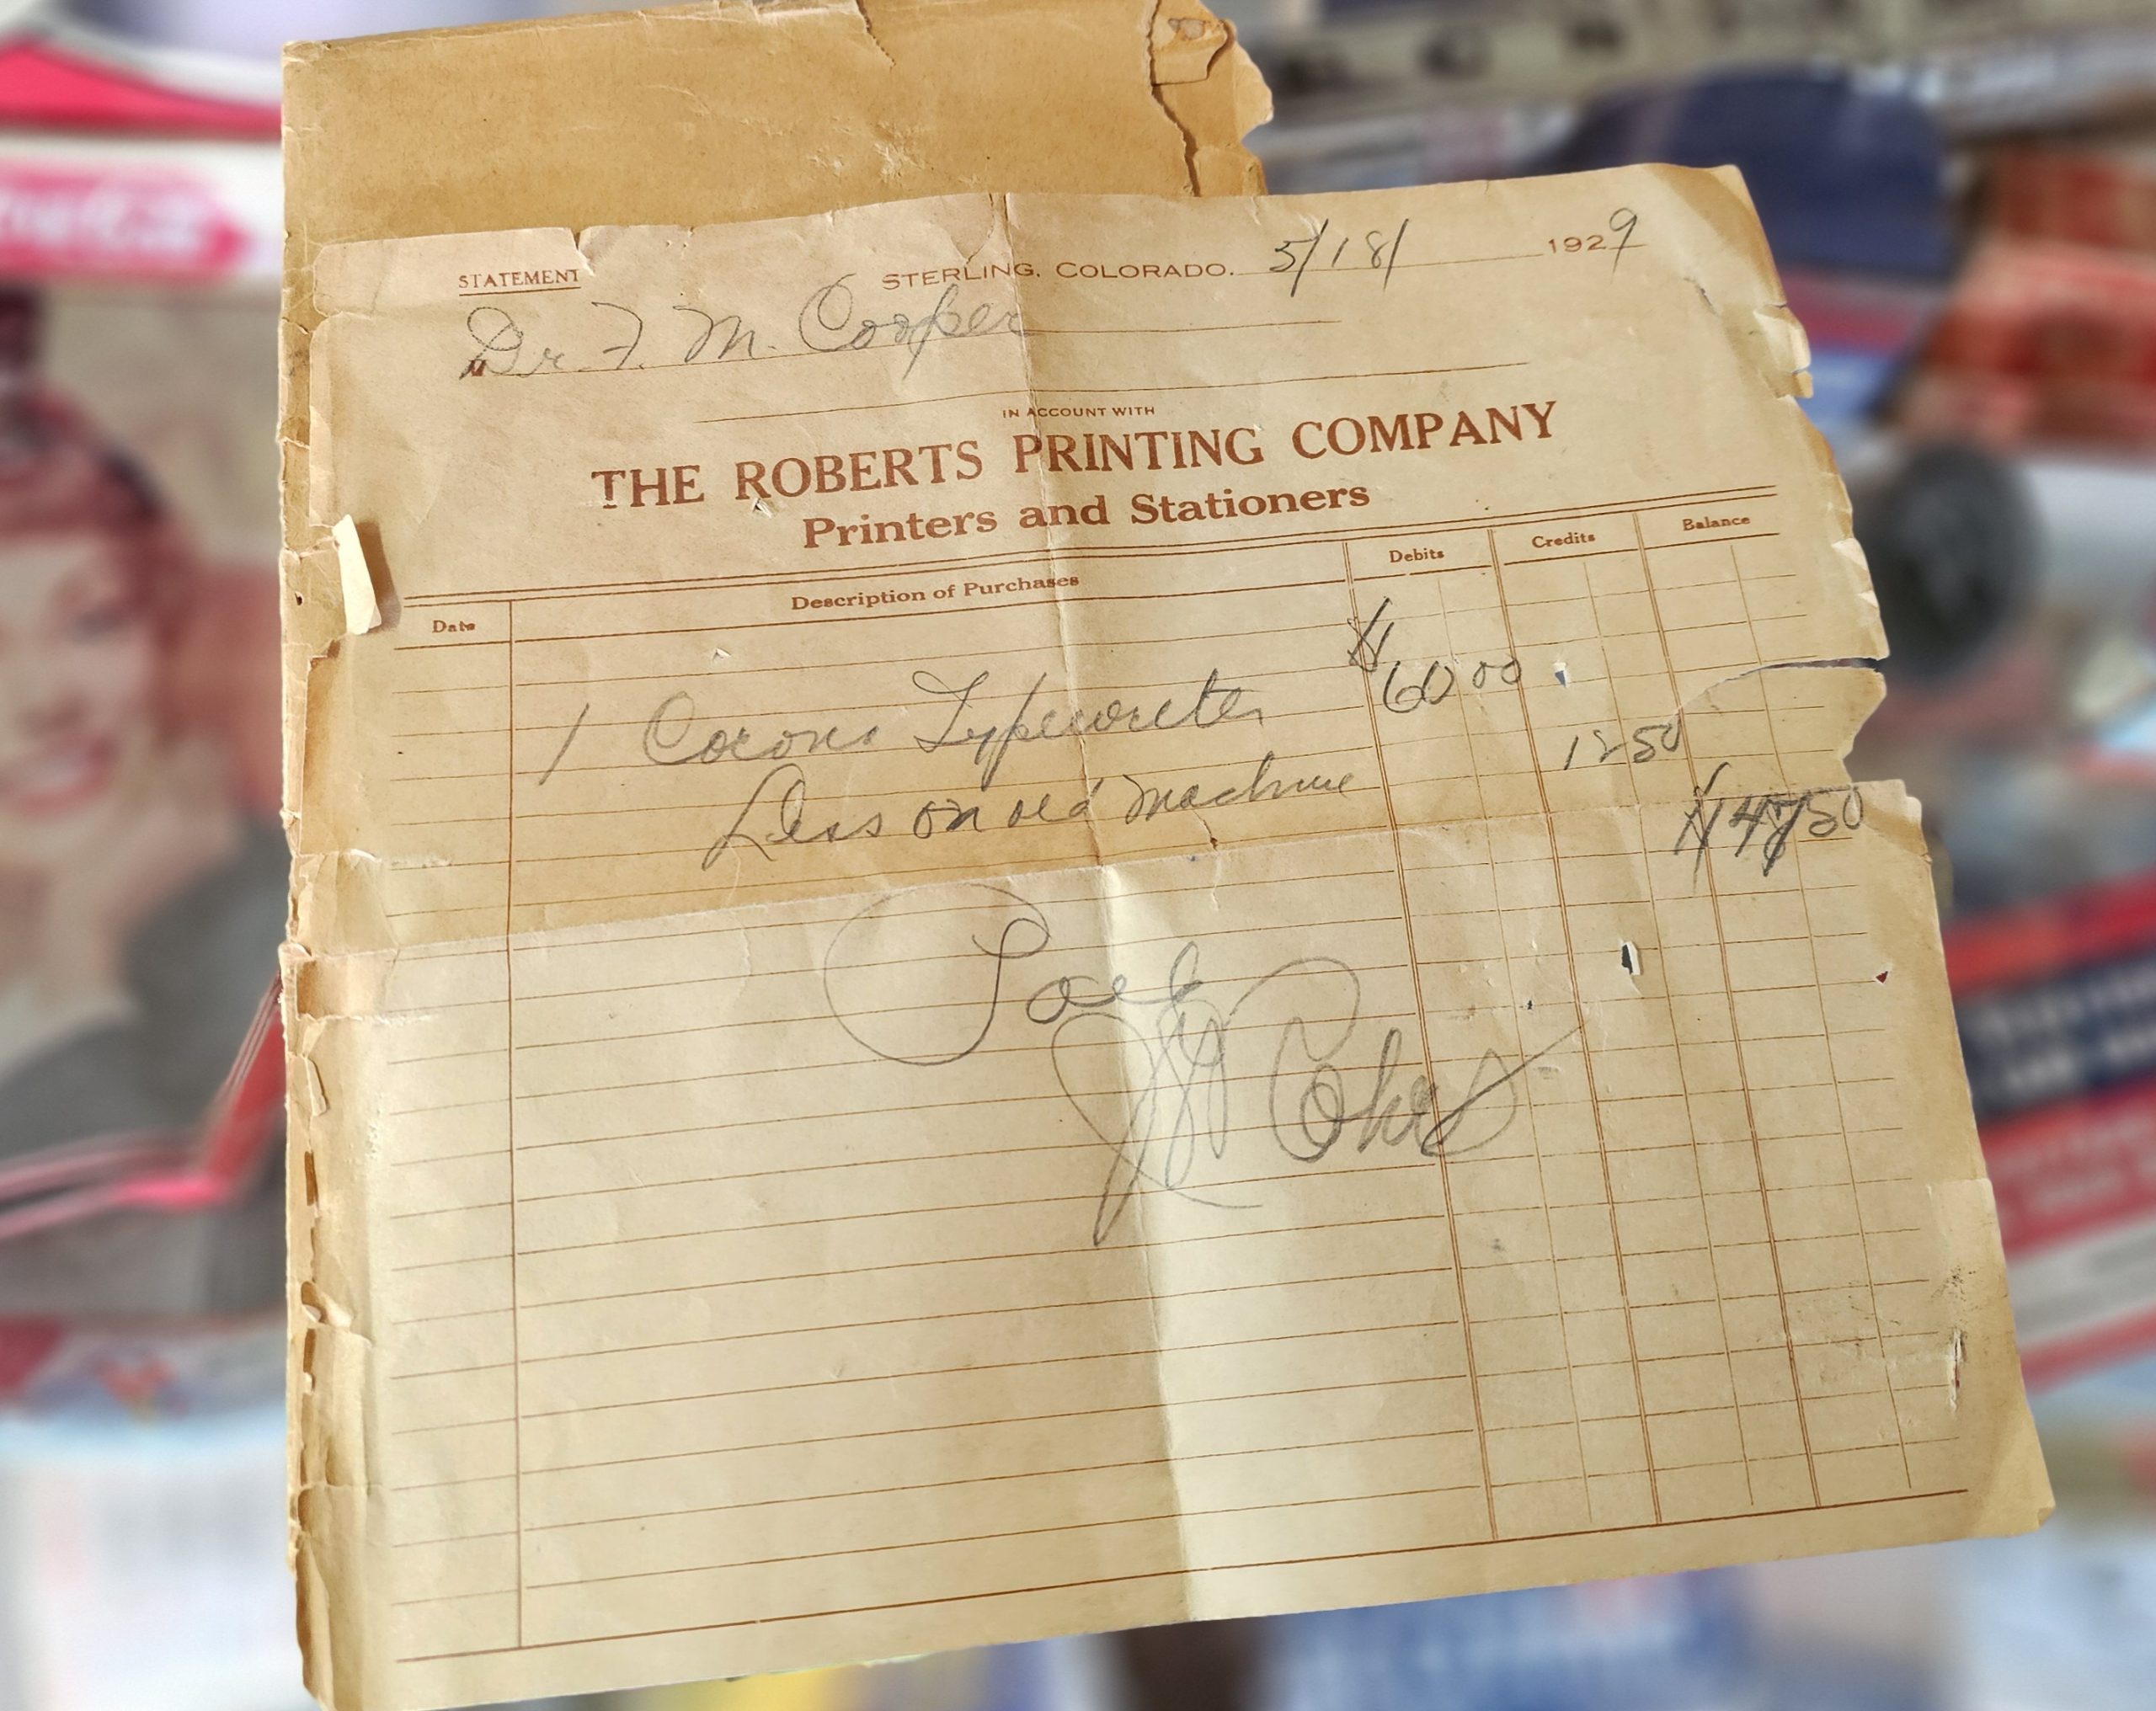 STATEMENT STERLING, COLORADO. 5/18/ 1929
Dr. F. M. Cooper
IN ACCOUNT WITH
THE ROBERTS PRINTING COMPANY
Printers and Stationers
Date Description of Purchases Debits Credits Balance
1 Corona Typewriter $60 00
Less on old machine 12 50
$47 50